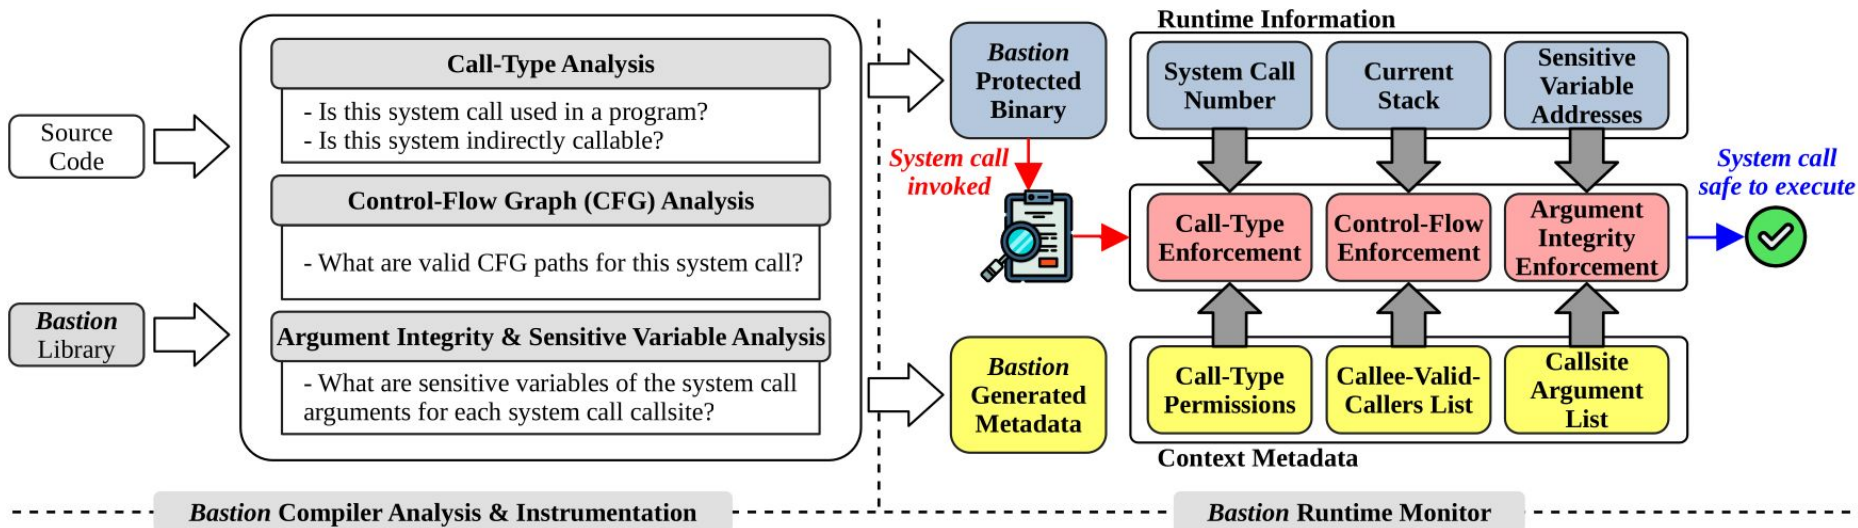 Source
Code
Bastion
Library
Call-Type Analysis
- Is this system call used in a program?
- Is this system indirectly callable?
Control-Flow Graph (CFG) Analysis
- What are valid CFG paths for this system call?
Argument Integrity & Sensitive Variable Analysis
- What are sensitive variables of the system call
arguments for each system call callsite?
Bastion Compiler Analysis & Instrumentation
Bastion
Protected
Binary
System call
invoked
Bastion
Generated
Metadata
Runtime Information
System Call
Number
Current
Stack
Sensitive
Variable
Addresses
Call-Type
Enforcement
Control-Flow
Enforcement
Argument
Integrity
Enforcement
System call
safe to execute
Call-Type
Permissions
Callee-Valid-
Callers List
Callsite
Argument
List
Context Metadata
Bastion Runtime Monitor